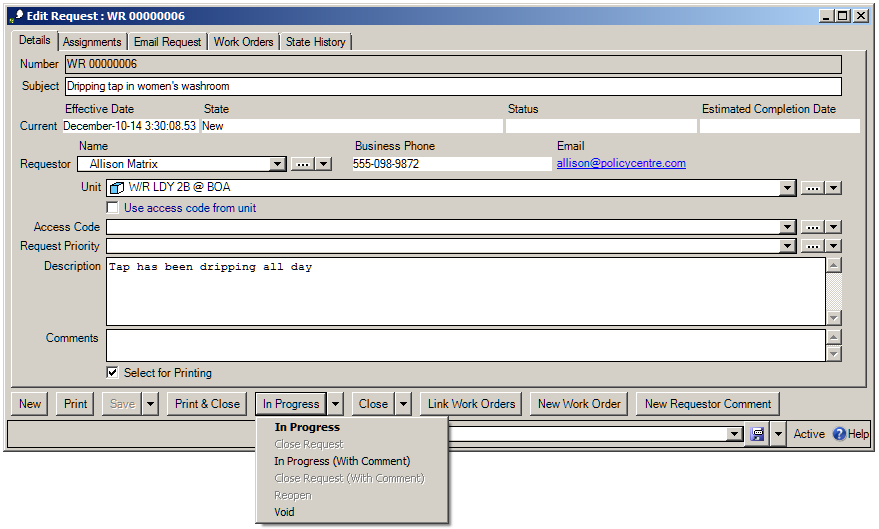 Edit Request : WR 00000006
Details Assignments Email Request Work Orders State History
Number WR 00000006
Subject Dripping tap in women's washroom
Effective Date State Status Estimated Completion Date
Current December-10-14 3:30:08.53 New
Name Business Phone Email
Requestor Allison Matrix ... 555-098-9872 allison@policycentre.com
Unit W/R LDY 2B @ BOA ...
Use access code from unit
Access Code ...
Request Priority ...
Description Tap has been dripping all day
Comments
Select for Printing
New Print Save Print & Close In Progress Close Link Work Orders New Work Order New Requestor Comment
Active Help
In Progress
Close Request
In Progress (With Comment)
Close Request (With Comment)
Reopen
Void